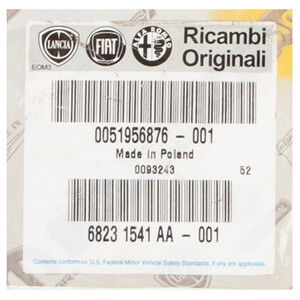 LANCIA FIAT ALFA ROMEO Ricambi
Originali
EOM3
0051956876 -001
Made in Poland
0093243 52
6823 1541 AA -001
Contents conform to U.S. Federal Motor Vehicle Safety Standards, if any are applicable.